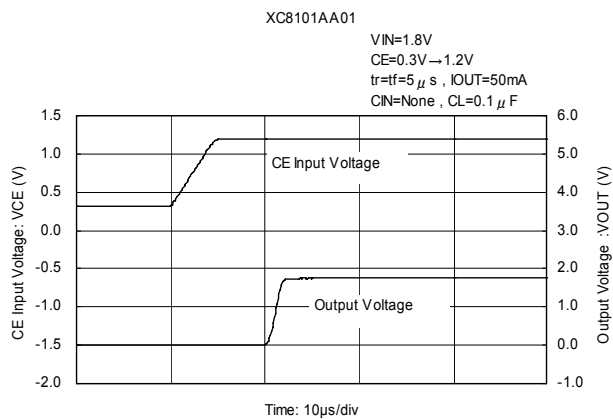 XC8101AA01
VIN=1.8V
CE=0.3V→1.2V
tr=tf=5 μ s , IOUT=50mA
CIN=None , CL=0.1 μ F
CE Input Voltage: VCE (V)
1.5
1.0
0.5
0.0
-0.5
-1.0
-1.5
-2.0
CE Input Voltage
Output Voltage
6.0
5.0
4.0
3.0
2.0
1.0
0.0
-1.0
Output Voltage :VOUT (V)
Time: 10μs/div